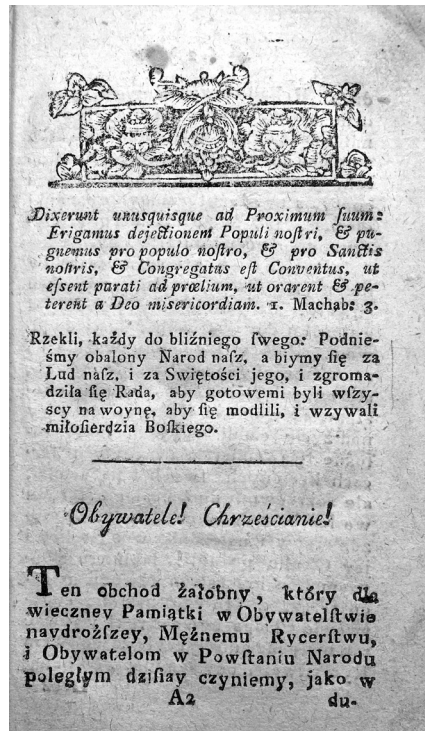 Dixerunt unusquisque ad Proximum ſuum:
Erigamus dejectionem Populi noſtri, & pu-
gnemus pro populo noſtro, & pro Sanctis
noſtris, & Congregatus eſt Conventus, ut
eſsent parati ad prœlium, ut orarent & pe-
terent a Deo misericordiam. 1. Machab: 3.
Rzekli, każdy do bliźniego ſwego: Podnie-
śmy obalony Narod naſz, a biymy ſię za
Lud naſz, i za Swiętości jego, i zgroma-
dziła ſię Rada, aby gotowemi byli wſzy-
scy na woynę, aby ſię modlili, i wzywali
miłoſierdzia Boſkiego.
Obywatele! Chrześcianie!
Ten obchod żałobny, który dla
wieczney Pamiątki w Obywatelſtwie
naydrożſzey, Mężnemu Rycerſtwu,
i Obywatelom w Powſtaniu Narodu
poległym dziſiay czyniemy, jako w
A2 du-